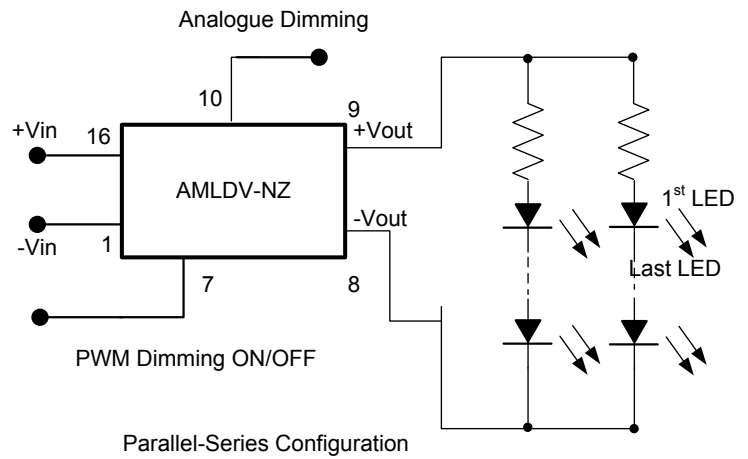 Analogue Dimming
10
9
+Vin
16
+Vout
AMLDV-NZ
1st LED
-Vout
-Vin
1
Last LED
7
8
PWM Dimming ON/OFF
Parallel-Series Configuration